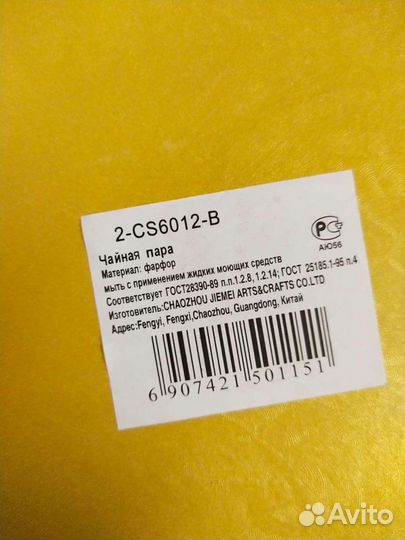 2-CS6012-B
Чайная пара
Материал: фарфор
мыть с применением жидких моющих средств
Соответствует ГОСТ28390-89 п.п.1.2.8, 1.2.14; ГОСТ 25185.1-95 п.4
Изготовитель:CHAOZHOU JIEMEI ARTS&CRAFTS CO.LTD
Адрес:Fengyi, Fengxi,Chaozhou, Guangdong, Китай
АЮ56
6 907421 501151
Avito